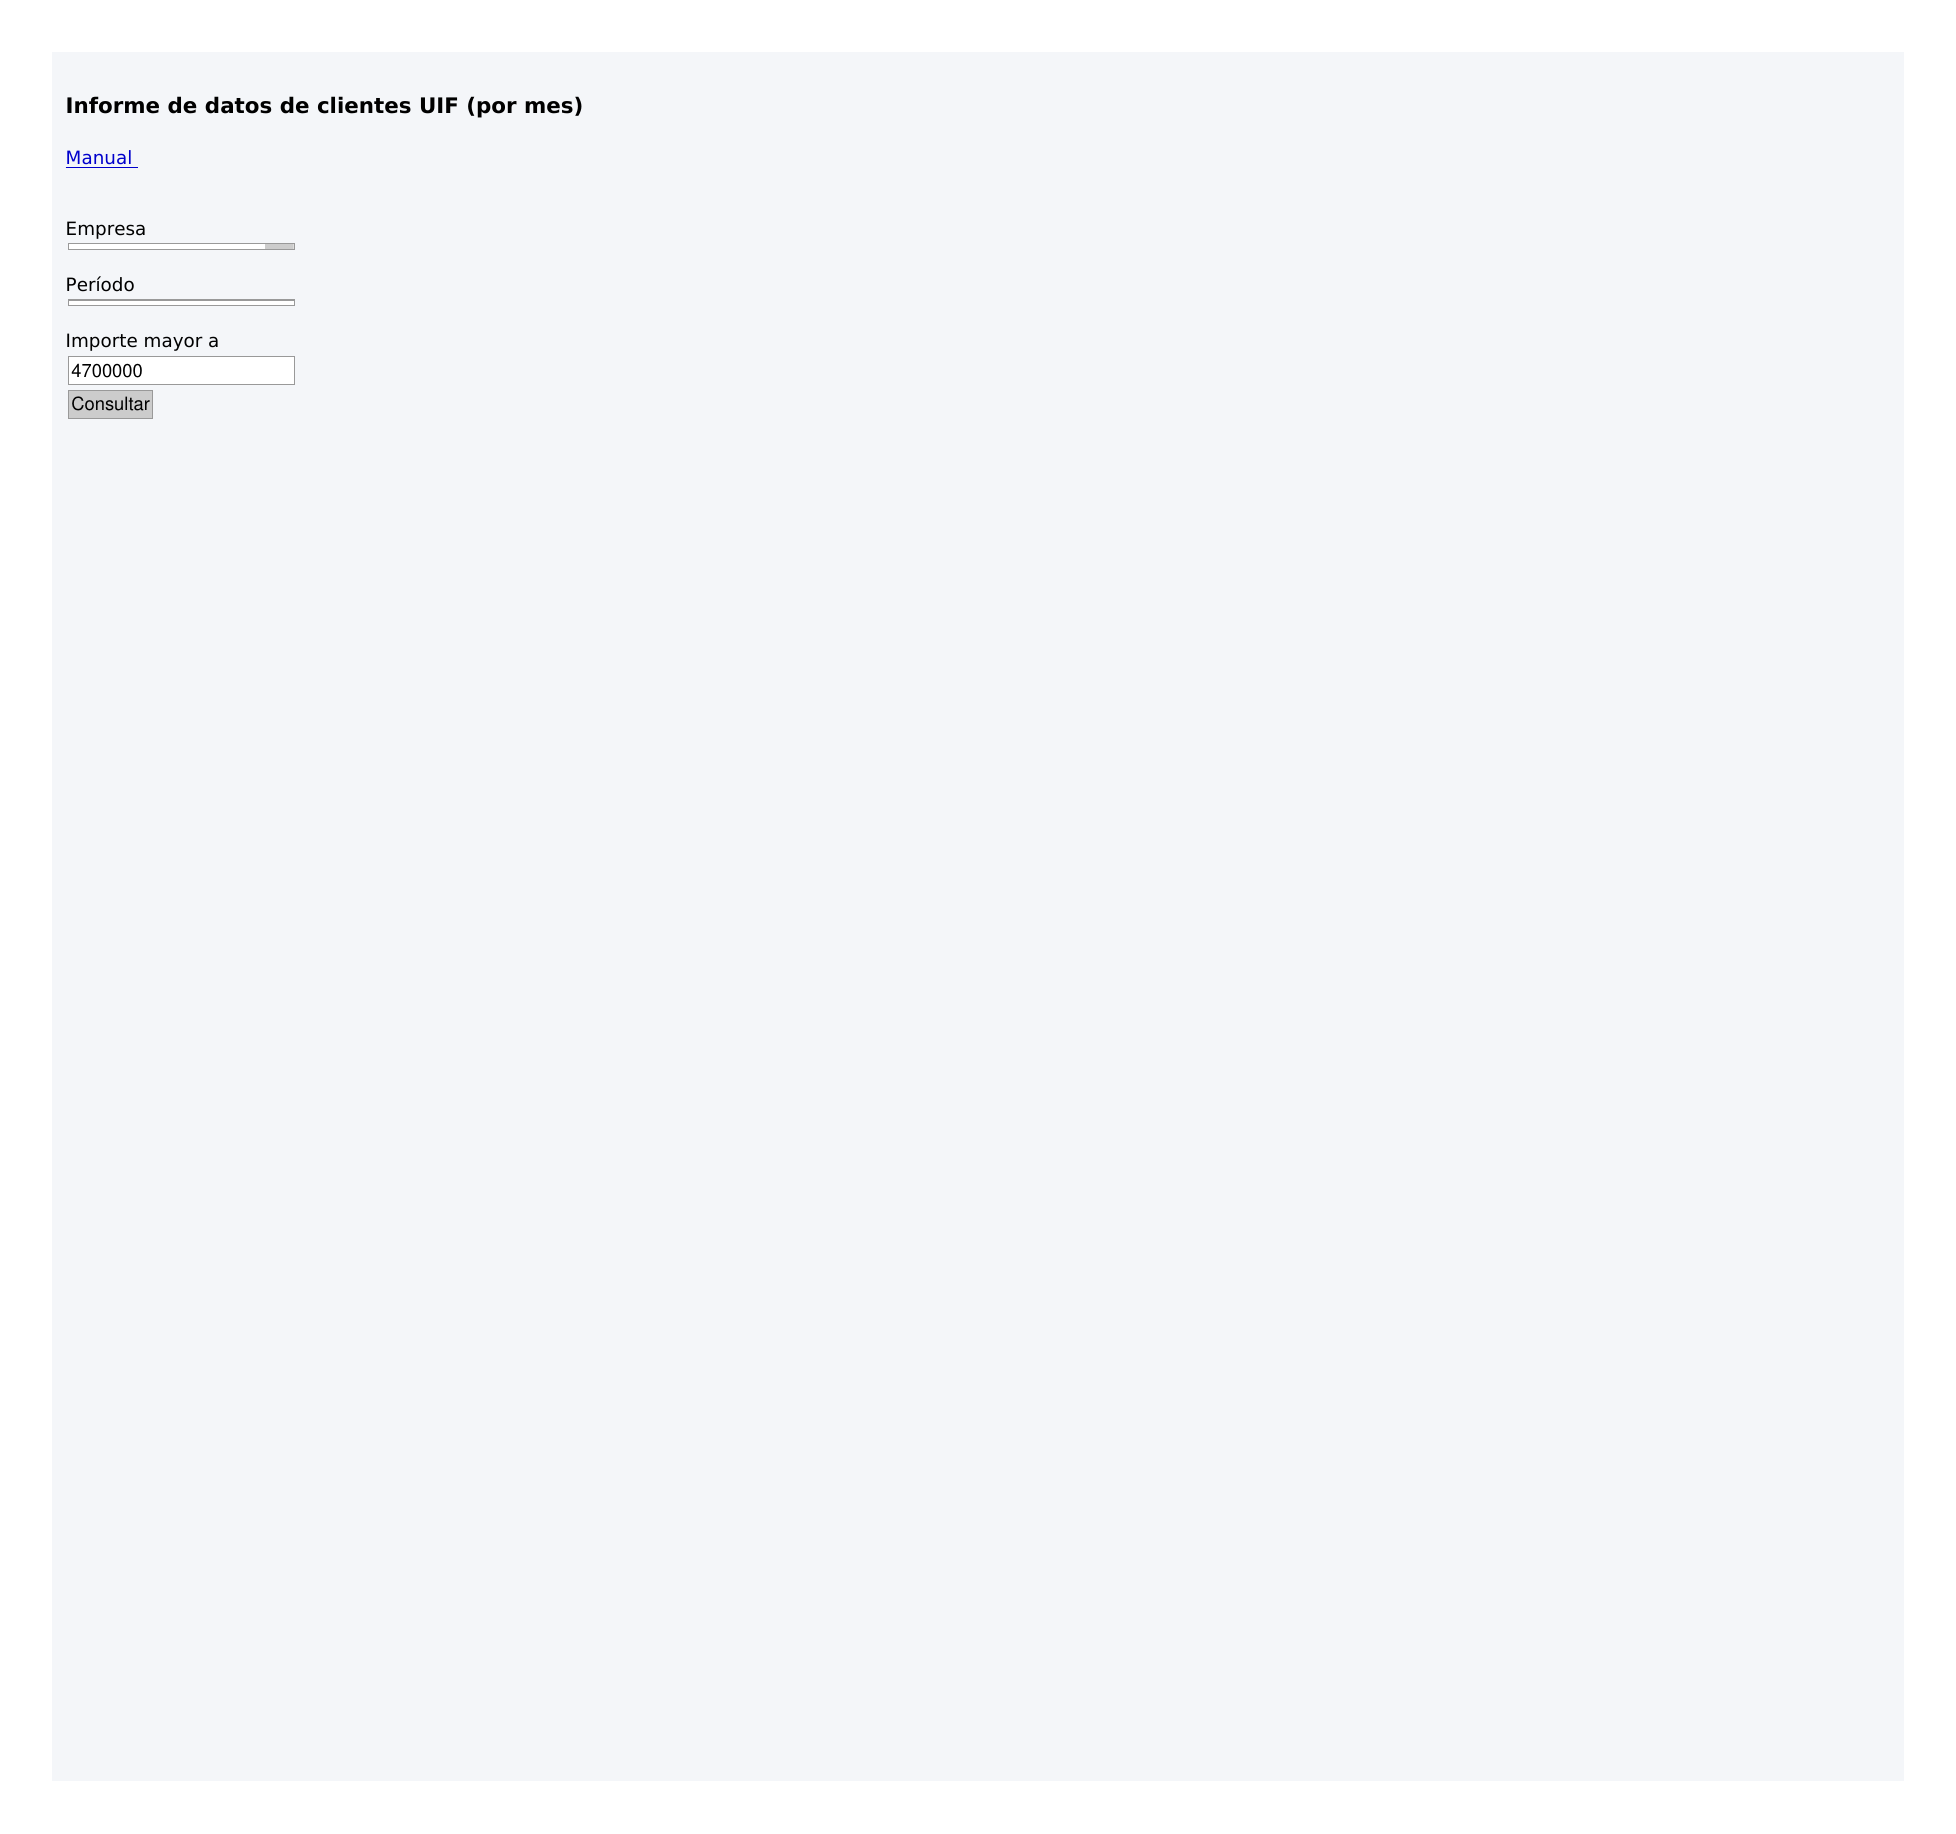 Informe de datos de clientes UIF (por mes)
Manual
Empresa
Período
Importe mayor a
4700000
Consultar